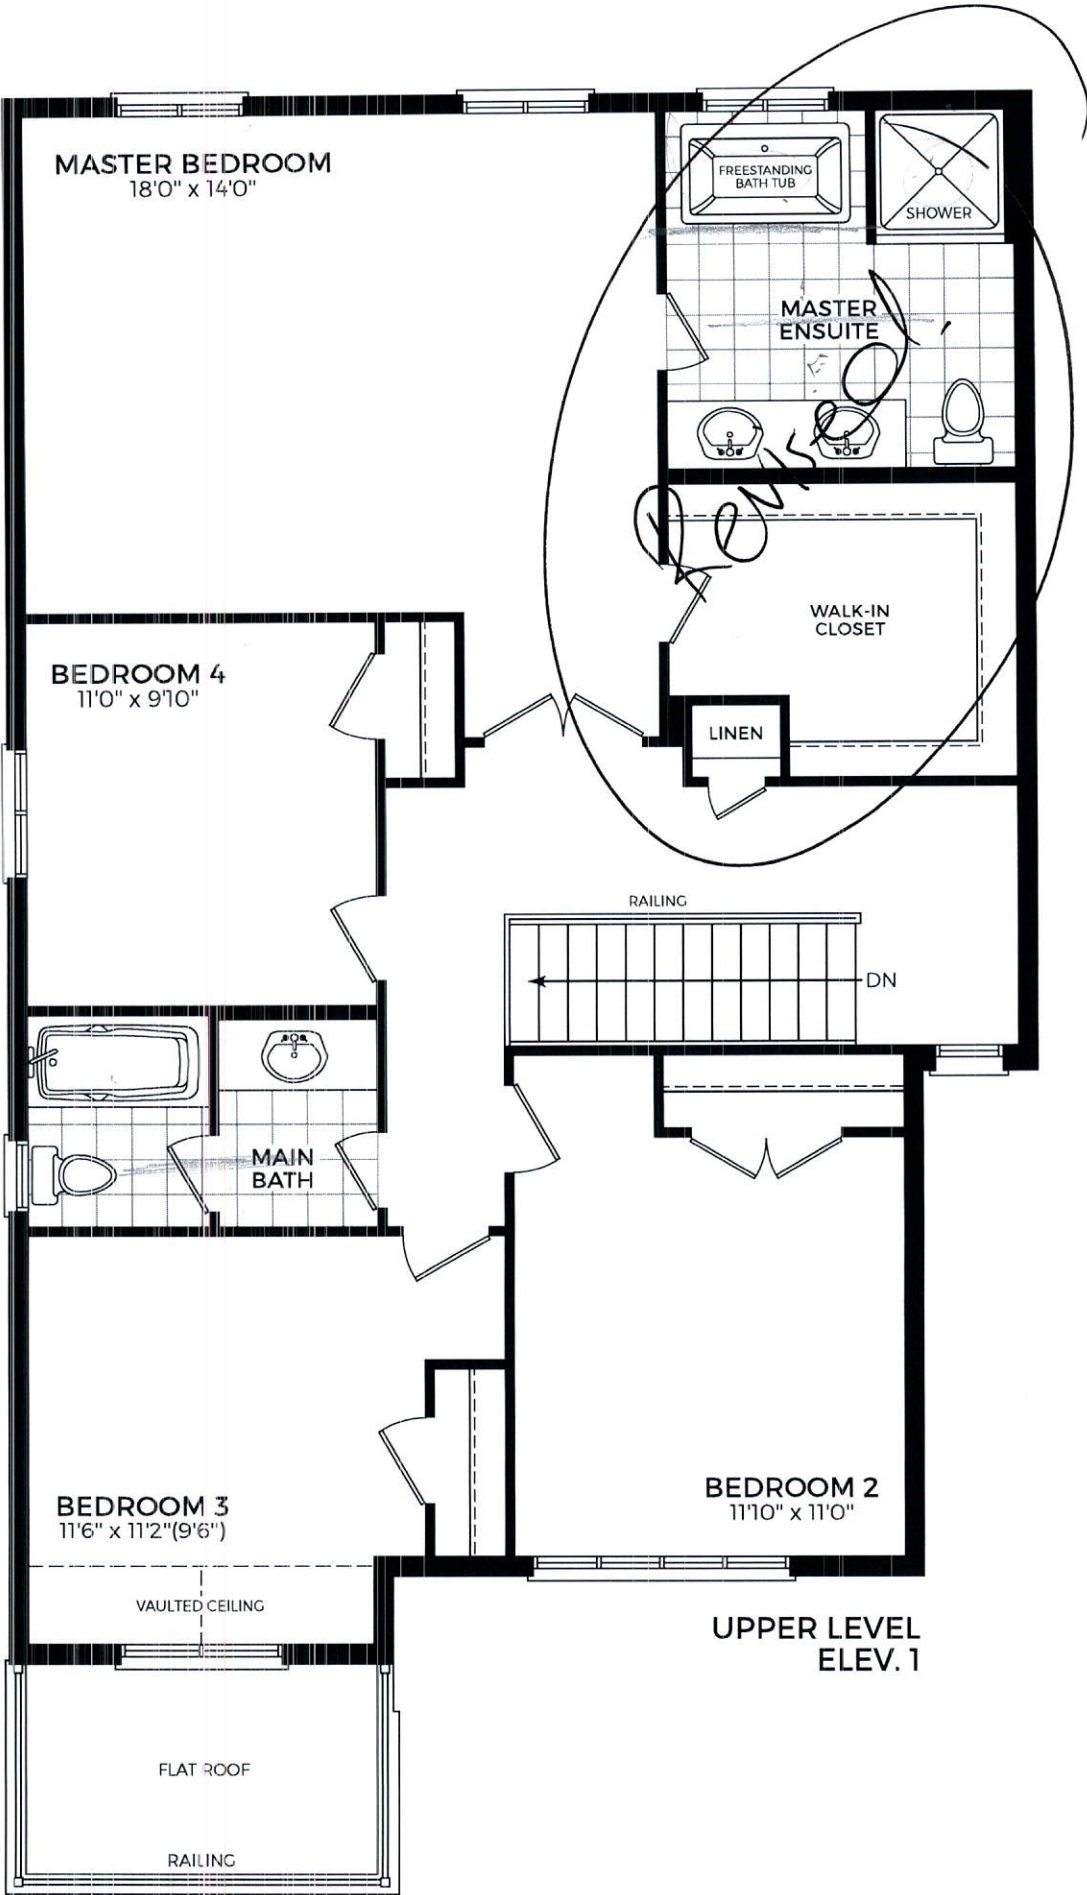 MASTER BEDROOM
18'0" x 14'0"
FREESTANDING
BATH TUB
SHOWER
MASTER
ENSUITE
Revised
WALK-IN
CLOSET
LINEN
BEDROOM 4
11'0" x 9'10"
RAILING
DN
MAIN
BATH
BEDROOM 3
11'6" x 11'2"(9'6")
VAULTED CEILING
BEDROOM 2
11'10" x 11'0"
UPPER LEVEL
ELEV. 1
FLAT ROOF
RAILING